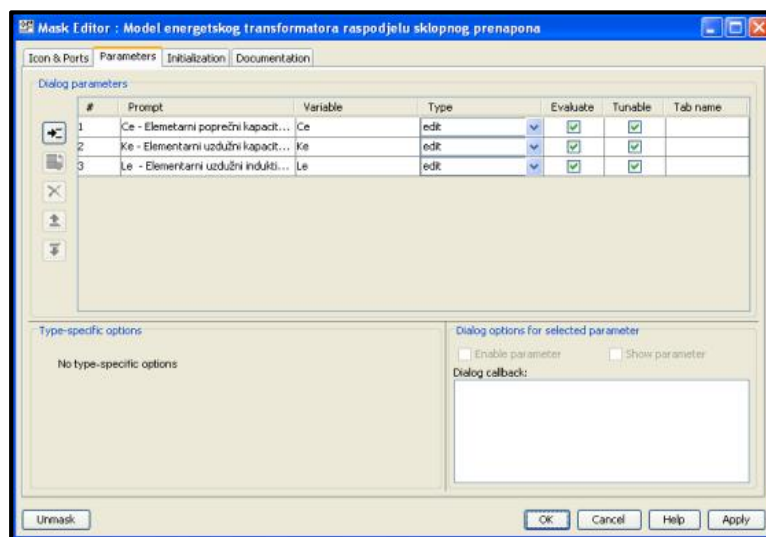 Mask Editor : Model energetskog transformatora raspodjelu sklopnog prenapona
Icon & Ports Parameters Initialization Documentation
Dialog parameters
# Prompt Variable Type Evaluate Tunable Tab name
1 Ce - Elemetarni poprečni kapacit... Ce edit
2 Ke - Elementarni uzdužni kapacit... Ke edit
3 Le - Elementarni uzdužni indukti... Le edit
Type-specific options
No type-specific options
Dialog options for selected parameter
Enable parameter Show parameter
Dialog callback:
Unmask OK Cancel Help Apply